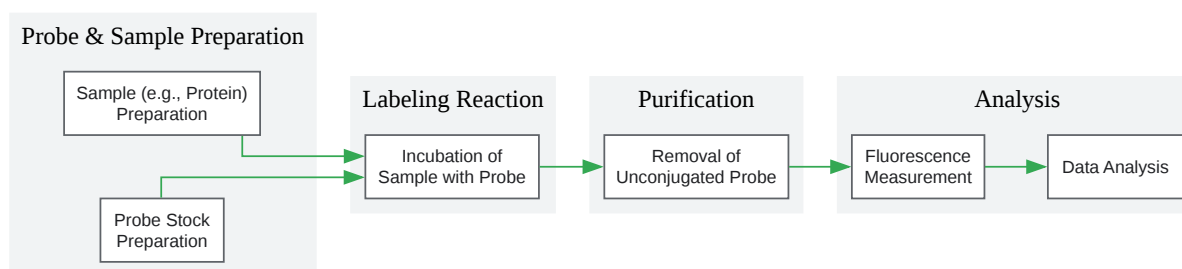 Probe & Sample Preparation
Sample (e.g., Protein)
Preparation
Probe Stock
Preparation
Labeling Reaction
Incubation of
Sample with Probe
Purification
Removal of
Unconjugated Probe
Analysis
Fluorescence
Measurement
Data Analysis